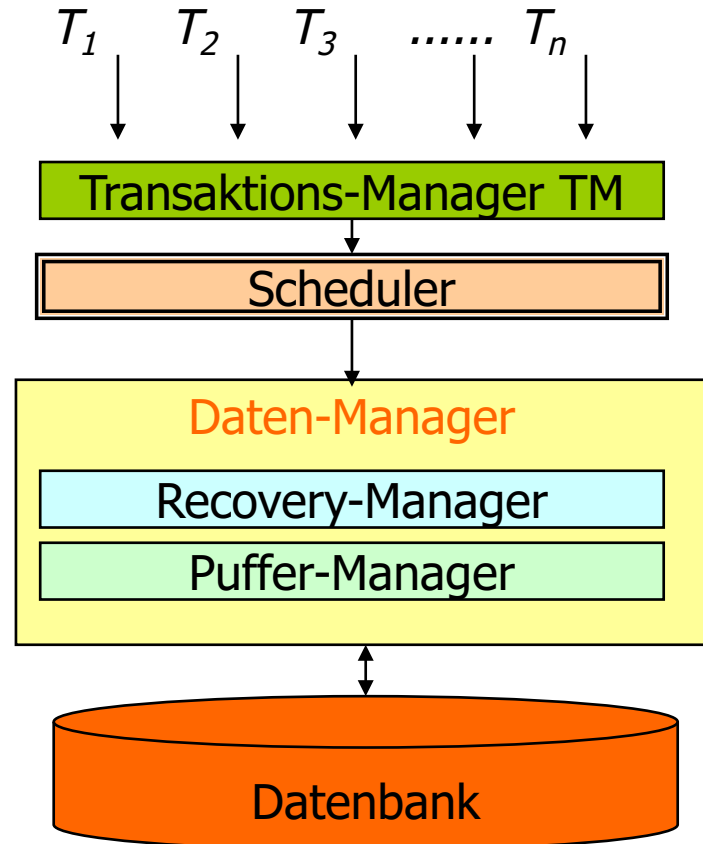 T1 T2 T3 ...... Tn
Transaktions-Manager TM
Scheduler
Daten-Manager
Recovery-Manager
Puffer-Manager
Datenbank